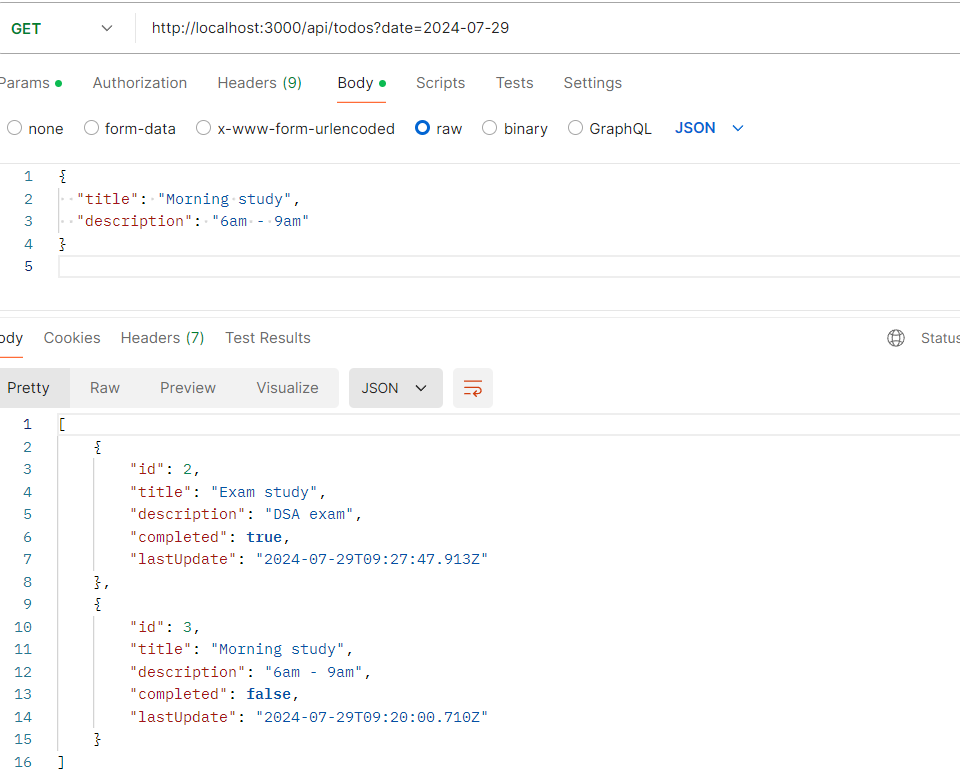 GET http://localhost:3000/api/todos?date=2024-07-29
Params Authorization Headers (9) Body Scripts Tests Settings
none form-data x-www-form-urlencoded raw binary GraphQL JSON
1 {
2 "title": "Morning study",
3 "description": "6am - 9am"
4 }
5
ody Cookies Headers (7) Test Results Status
Pretty Raw Preview Visualize JSON
1 [
2 {
3 "id": 2,
4 "title": "Exam study",
5 "description": "DSA exam",
6 "completed": true,
7 "lastUpdate": "2024-07-29T09:27:47.913Z"
8 },
9 {
10 "id": 3,
11 "title": "Morning study",
12 "description": "6am - 9am",
13 "completed": false,
14 "lastUpdate": "2024-07-29T09:20:00.710Z"
15 }
16 ]